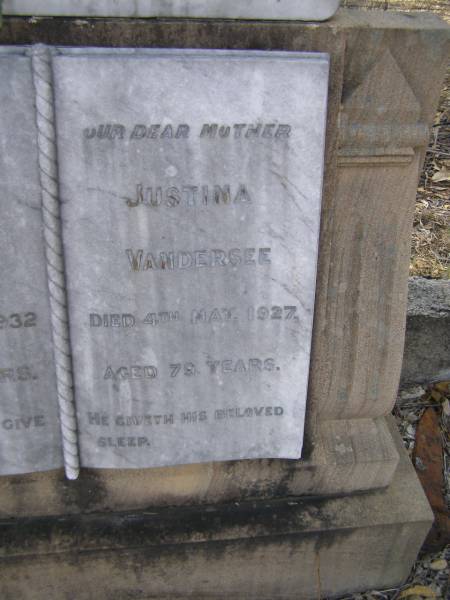 932
RS.
GIVE
OUR DEAR MOTHER
JUSTINA
VANDERSEE
DIED 4TH MAY. 1927.
AGED 79 YEARS.
HE GIVETH HIS BELOVED
SLEEP.